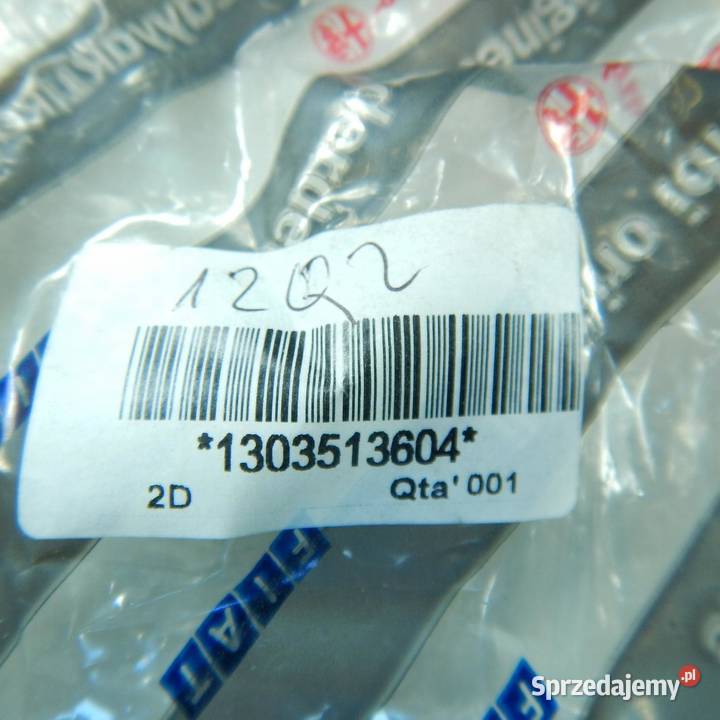 12Q2
*1303513604*
2D Qta' 001
FIAT
Sprzedajemy.pl